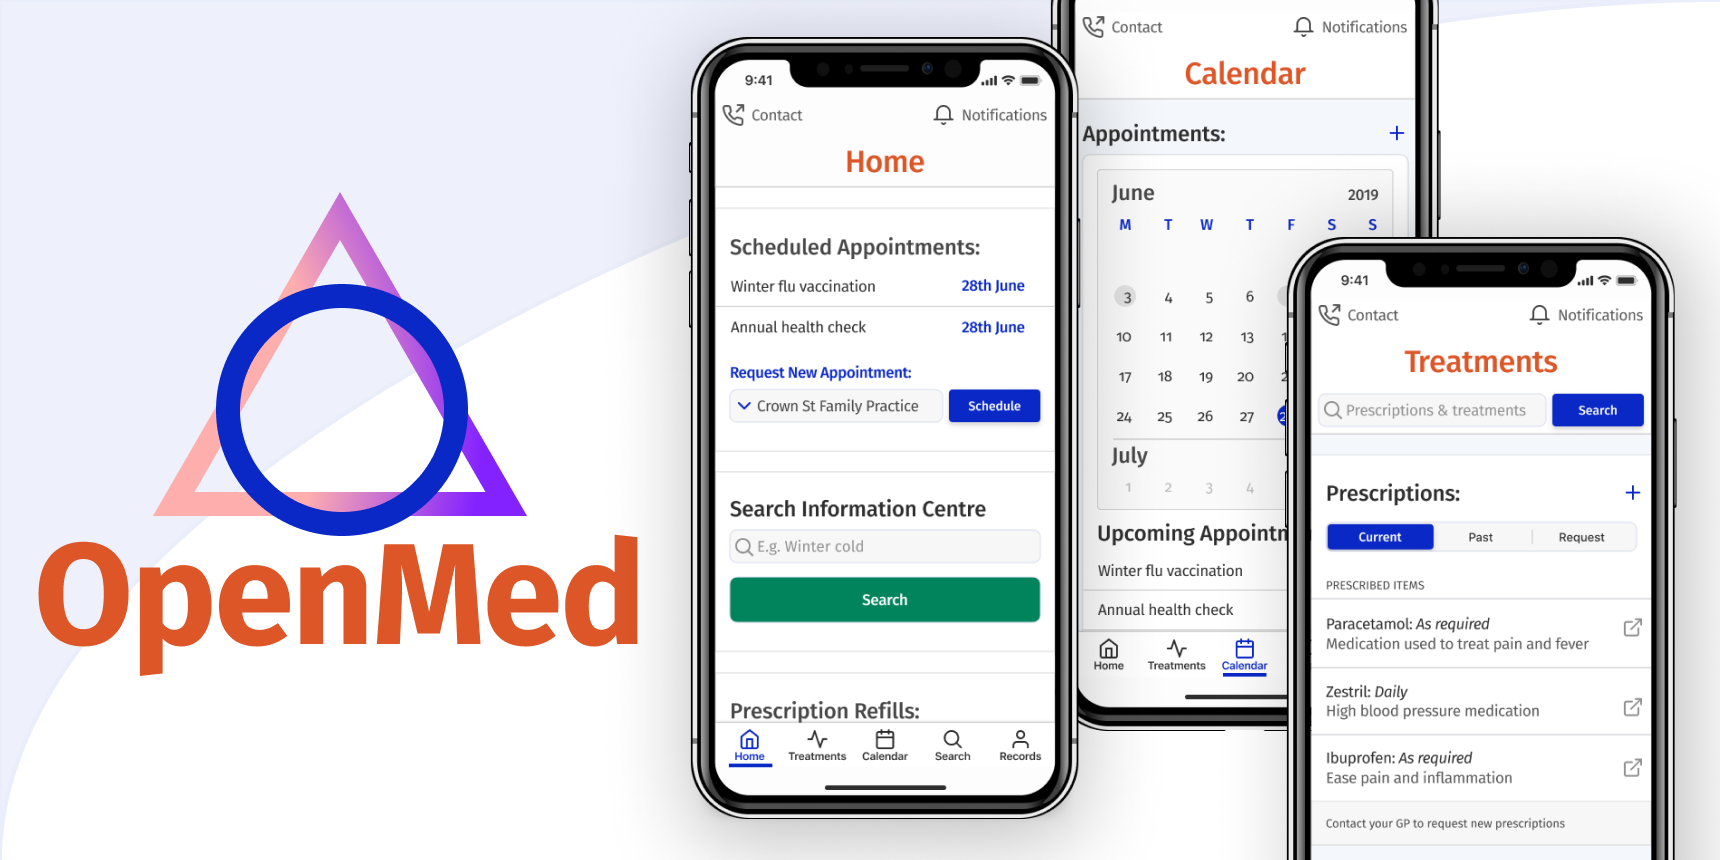 OpenMed
9:41
Contact
Notifications
Home
Scheduled Appointments:
Winter flu vaccination 28th June
Annual health check 28th June
Request New Appointment:
Crown St Family Practice Schedule
Search Information Centre
E.g. Winter cold
Search
Prescription Refills:
Home Treatments Calendar Search Records
Contact
Notifications
Calendar
Appointments: +
June 2019
M T W T F S S
3 4 5 6
10 11 12 13
17 18 19 20
24 25 26 27
July
1 2 3 4
Upcoming
Winter flu vaccination
Annual health check
Home Treatments Calendar
9:41
Contact
Notifications
Treatments
Prescriptions & treatments Search
Prescriptions: +
Current Past Request
PRESCRIBED ITEMS
Paracetamol: As required
Medication used to treat pain and fever
Zestril: Daily
High blood pressure medication
Ibuprofen: As required
Ease pain and inflammation
Contact your GP to request new prescriptions